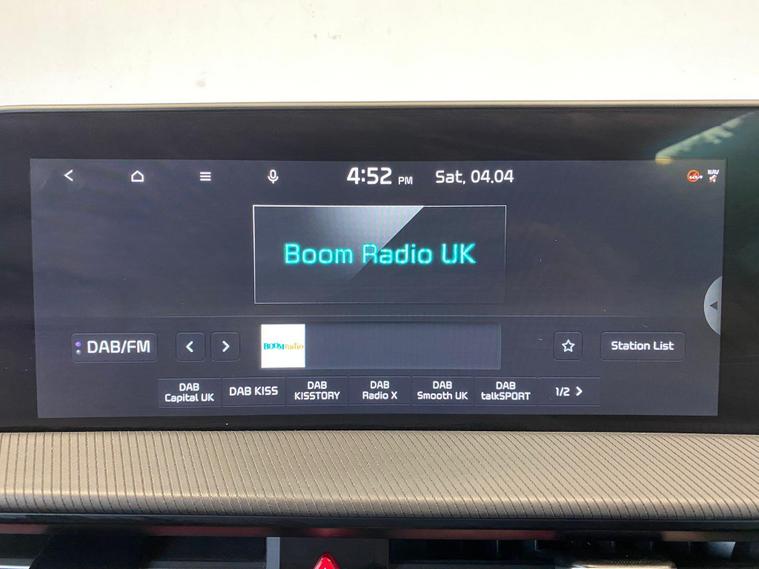 4:52 PM Sat, 04.04
NAV
Boom Radio UK
DAB/FM
BOOM Radio
Station List
DAB
Capital UK
DAB KISS
DAB
KISSTORY
DAB
Radio X
DAB
Smooth UK
DAB
talkSPORT
1/2